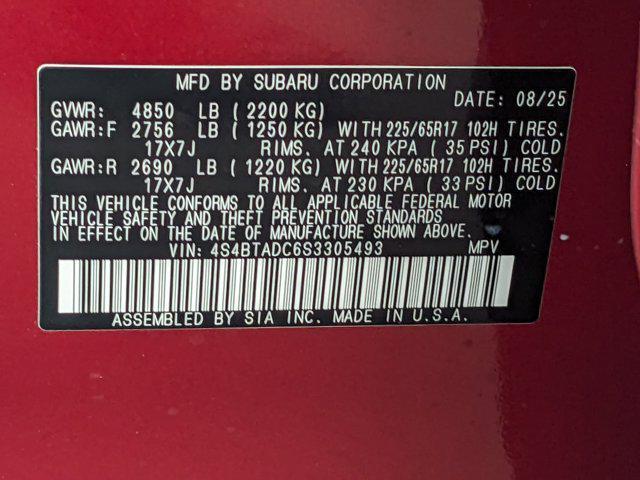 MFD BY SUBARU CORPORATION
DATE: 08/25
GVWR: 4850 LB ( 2200 KG)
GAWR:F 2756 LB ( 1250 KG) WITH 225/65R17 102H TIRES.
17X7J RIMS. AT 240 KPA ( 35 PSI) COLD
GAWR:R 2690 LB ( 1220 KG) WITH 225/65R17 102H TIRES.
17X7J RIMS. AT 230 KPA ( 33 PSI) COLD
THIS VEHICLE CONFORMS TO ALL APPLICABLE FEDERAL MOTOR
VEHICLE SAFETY AND THEFT PREVENTION STANDARDS
IN EFFECT ON THE DATE OF MANUFACTURE SHOWN ABOVE.
VIN: 4S4BTADC6S3305493 MPV
ASSEMBLED BY SIA INC. MADE IN U.S.A.